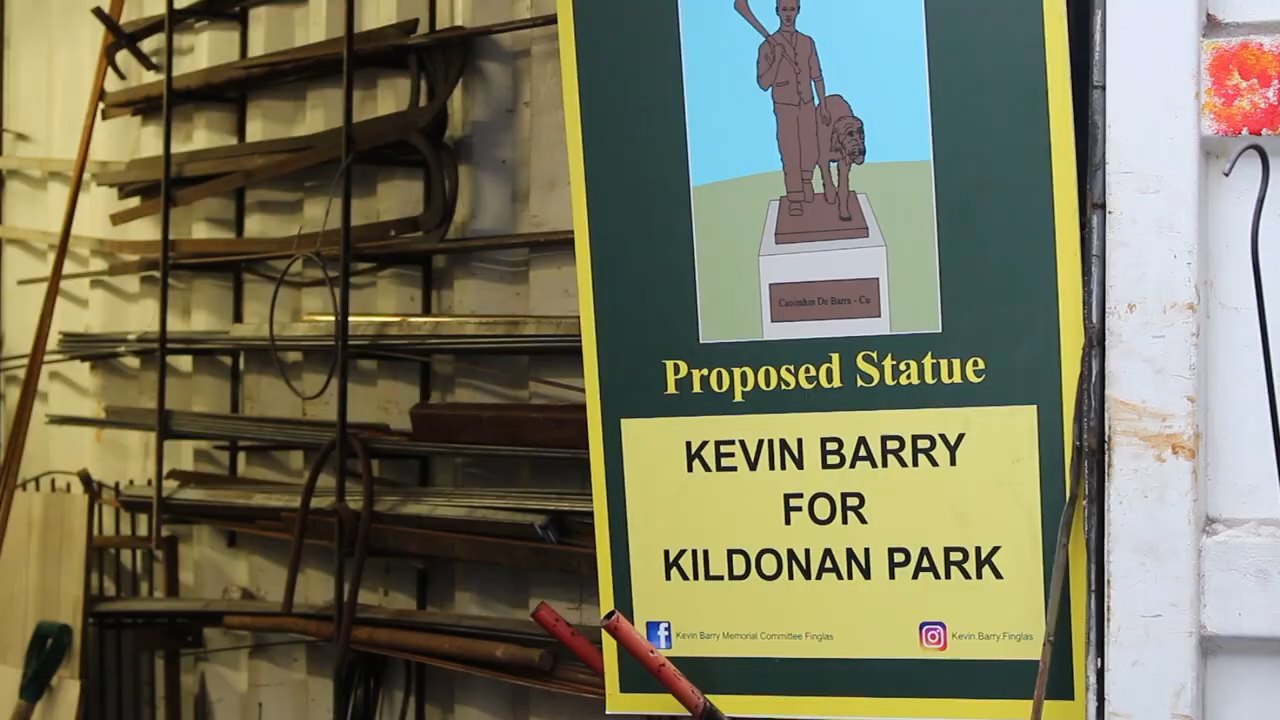 Caoimhín De Barra - Cu
Proposed Statue
KEVIN BARRY
FOR
KILDONAN PARK
Kevin Barry Memorial Committee Finglas
Kevin.Barry.Finglas